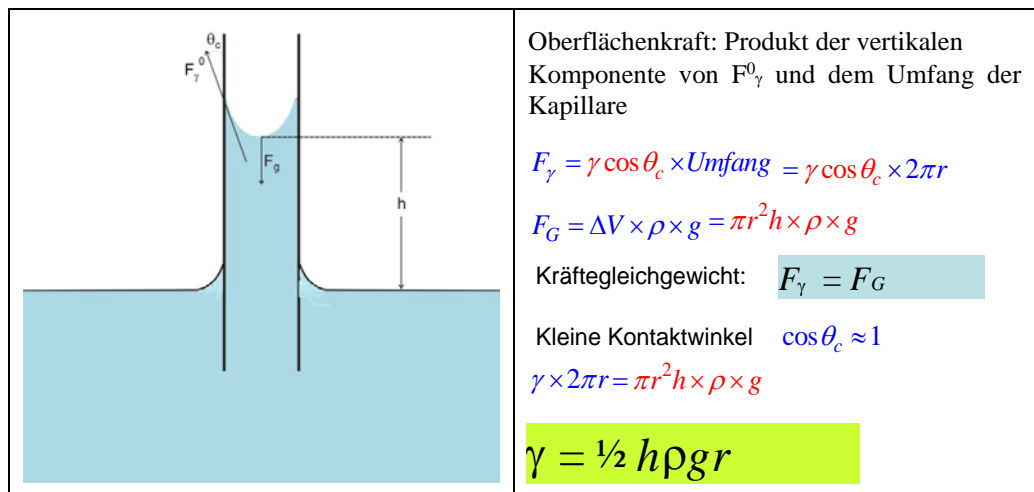 θc
Fγ⁰
Fg
h
Oberflächenkraft: Produkt der vertikalen
Komponente von F⁰γ und dem Umfang der
Kapillare
Fγ = γ cos θc × Umfang = γ cos θc × 2πr
FG = ΔV × ρ × g = πr²h × ρ × g
Kräftegleichgewicht: Fγ = FG
Kleine Kontaktwinkel cos θc ≈ 1
γ × 2πr = πr²h × ρ × g
γ = ½ hρgr